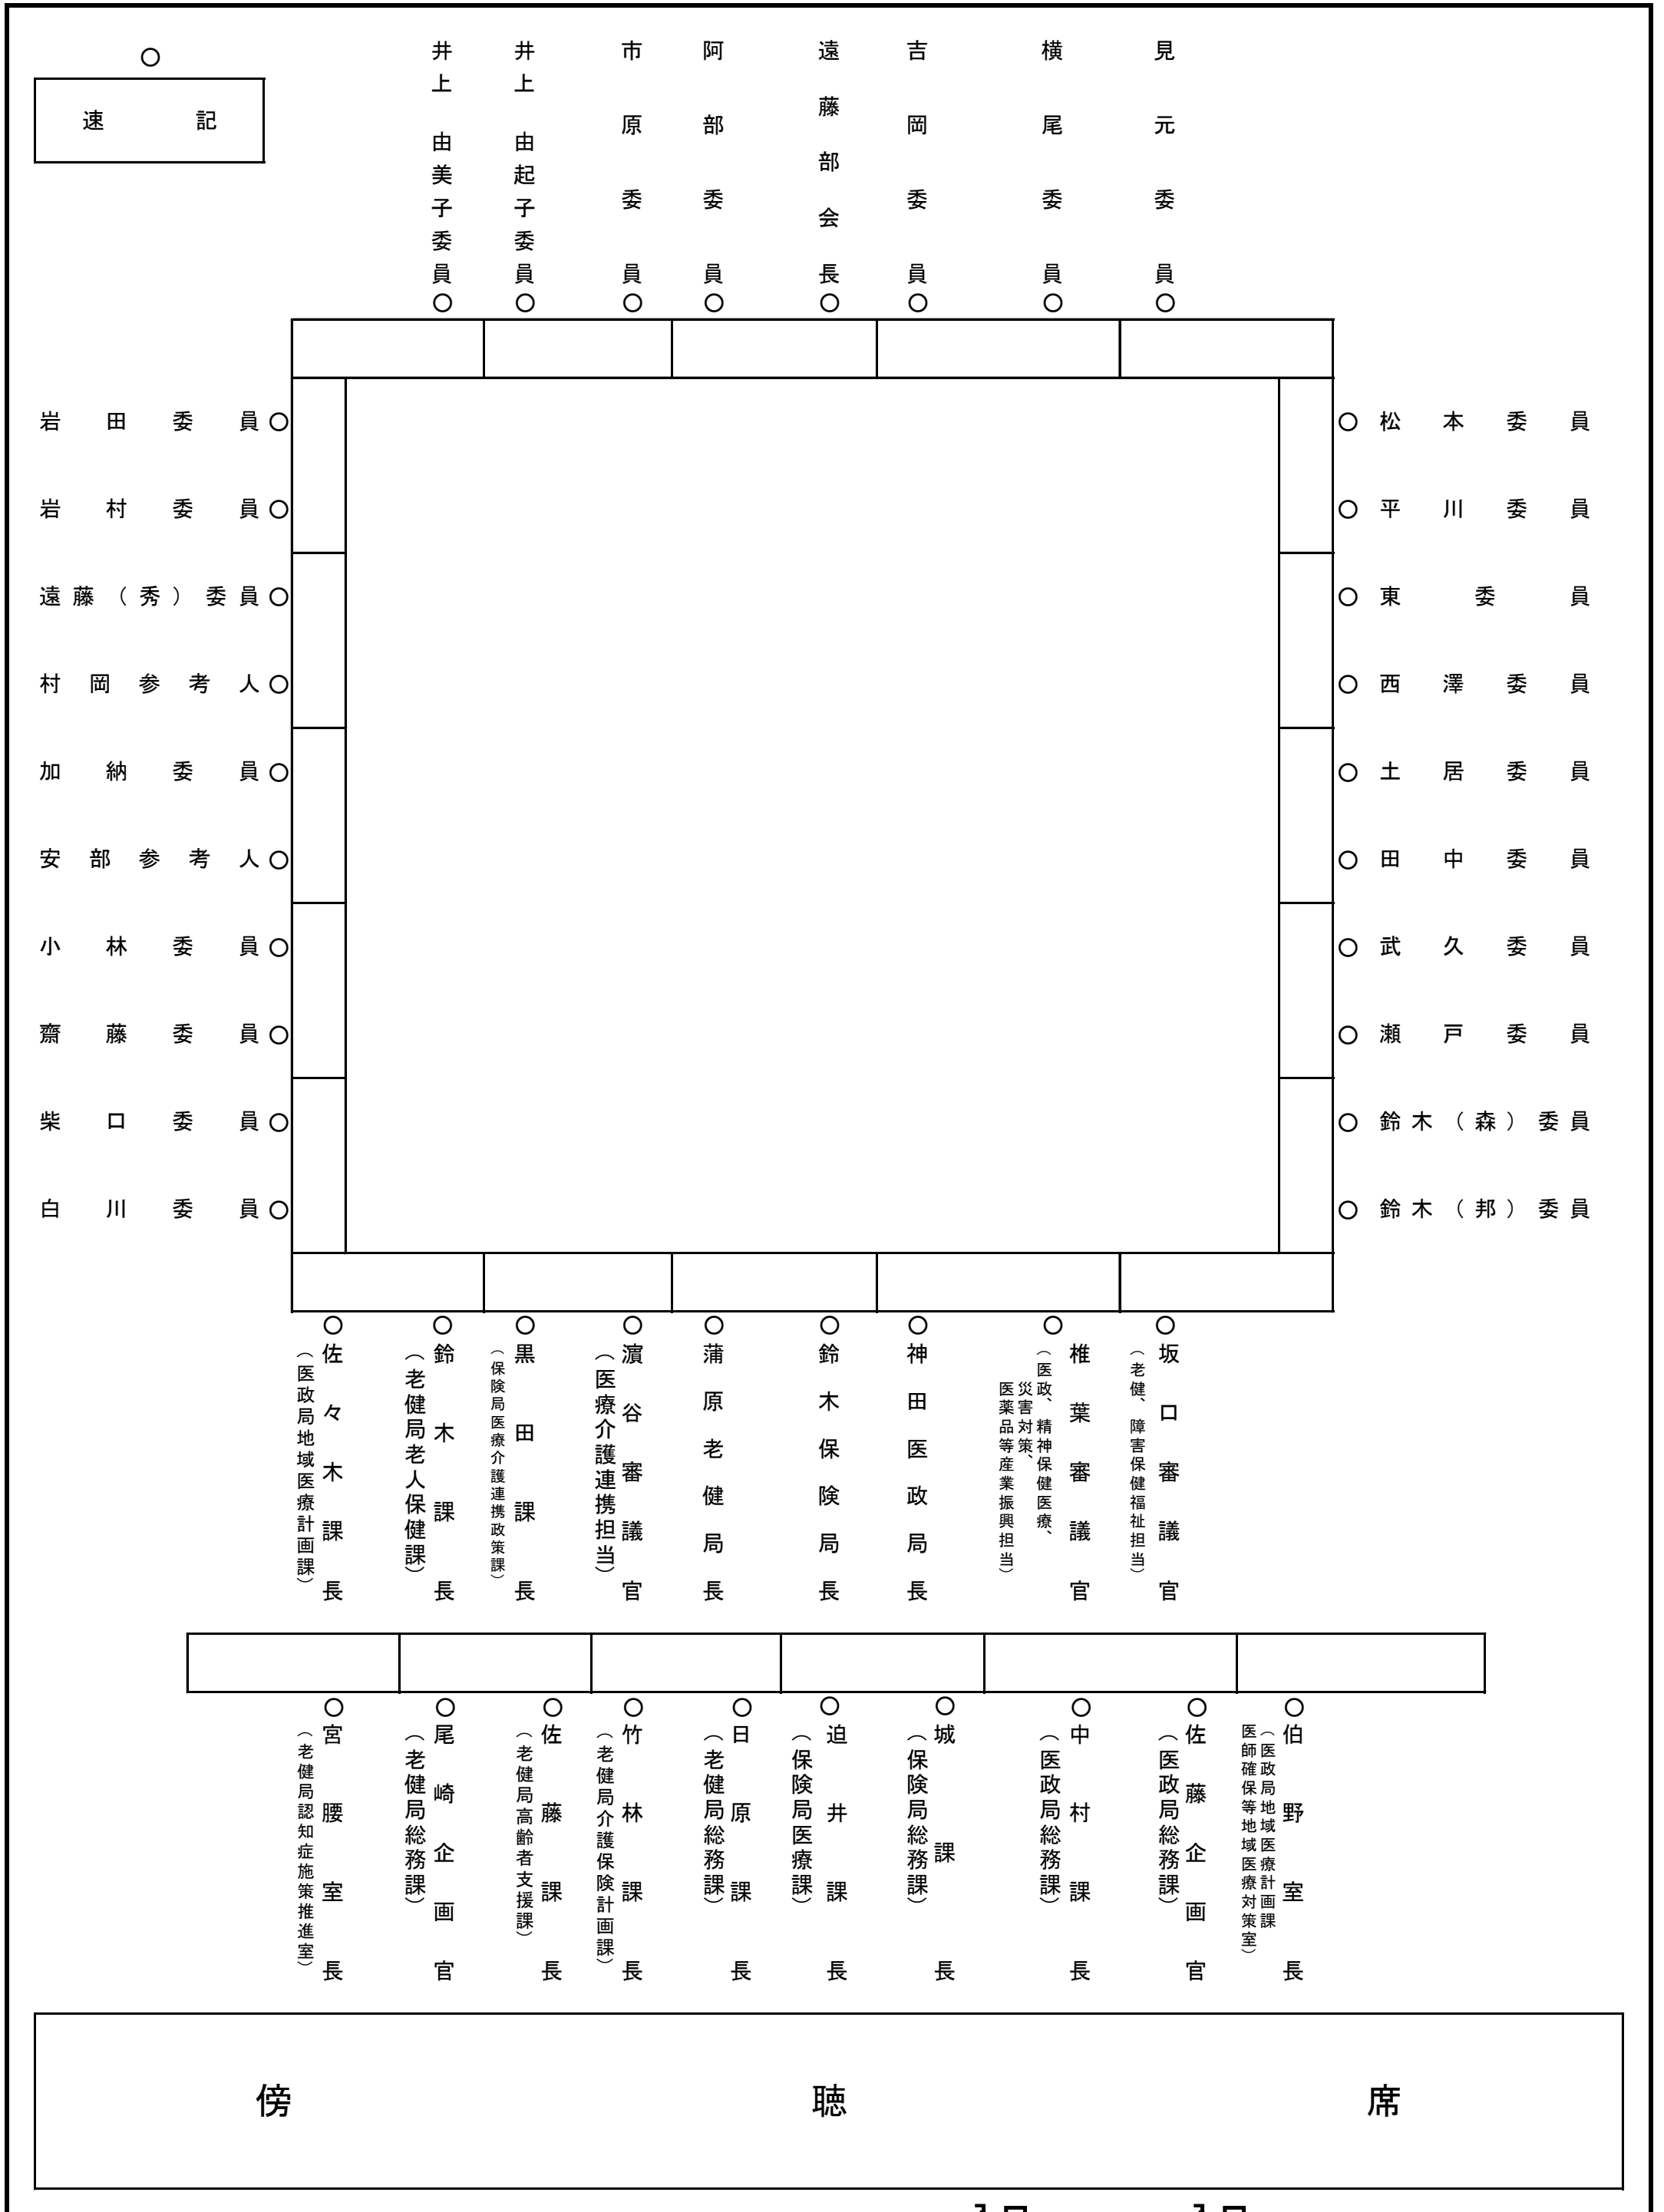 速記
井上由美子委員
井上由起子委員
市原委員
阿部委員
遠藤部会長
吉岡委員
横尾委員
見元委員
岩田委員
岩村委員
遠藤（秀）委員
村岡参考人
加納委員
安部参考人
小林委員
齋藤委員
柴口委員
白川委員
松本委員
平川委員
東委員
西澤委員
土居委員
田中委員
武久委員
瀬戸委員
鈴木（森）委員
鈴木（邦）委員
佐々木課長
（医政局地域医療計画課）
鈴木課長
（老健局老人保健課）
黒田課長
（保険局医療介護連携政策課）
濵谷審議官
（医療介護連携担当）
蒲原老健局長
鈴木保険局長
神田医政局長
椎葉審議官
（医政、精神保健医療、
災害対策、
医薬品等産業振興担当）
坂口審議官
（老健、障害保健福祉担当）
宮腰室長
（老健局認知症施策推進室）
尾崎企画官
（老健局総務課）
佐藤課長
（老健局高齢者支援課）
竹林課長
（老健局介護保険計画課）
日原課長
（老健局総務課）
迫井課長
（保険局医療課）
城課長
（保険局総務課）
中村課長
（医政局総務課）
佐藤企画官
（医政局総務課）
伯野室長
（医政局地域医療計画課
医師確保等地域医療対策室）
傍聴席